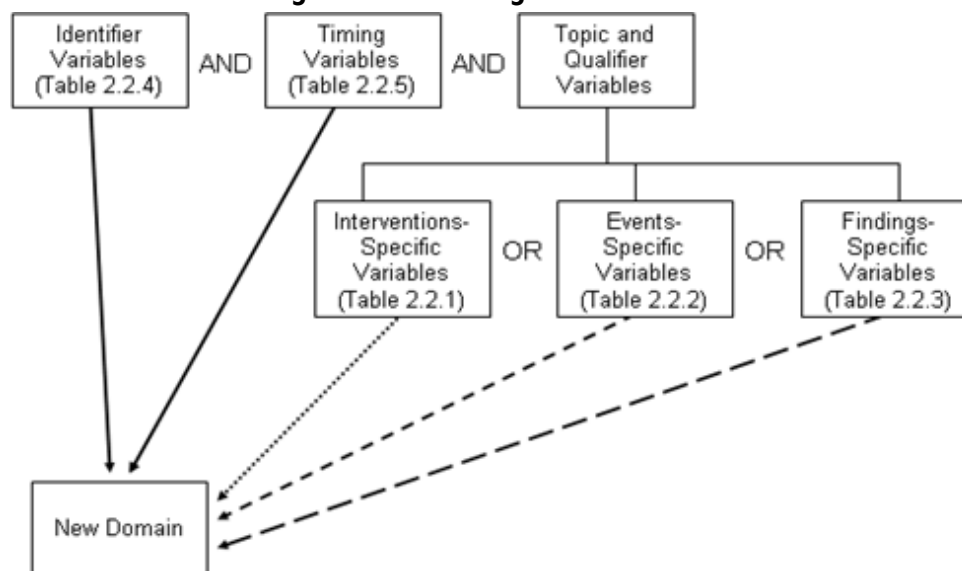 Identifier
Variables
(Table 2.2.4)
AND
Timing
Variables
(Table 2.2.5)
AND
Topic and
Qualifier
Variables
Interventions-
Specific
Variables
(Table 2.2.1)
OR
Events-
Specific
Variables
(Table 2.2.2)
OR
Findings-
Specific
Variables
(Table 2.2.3)
New Domain